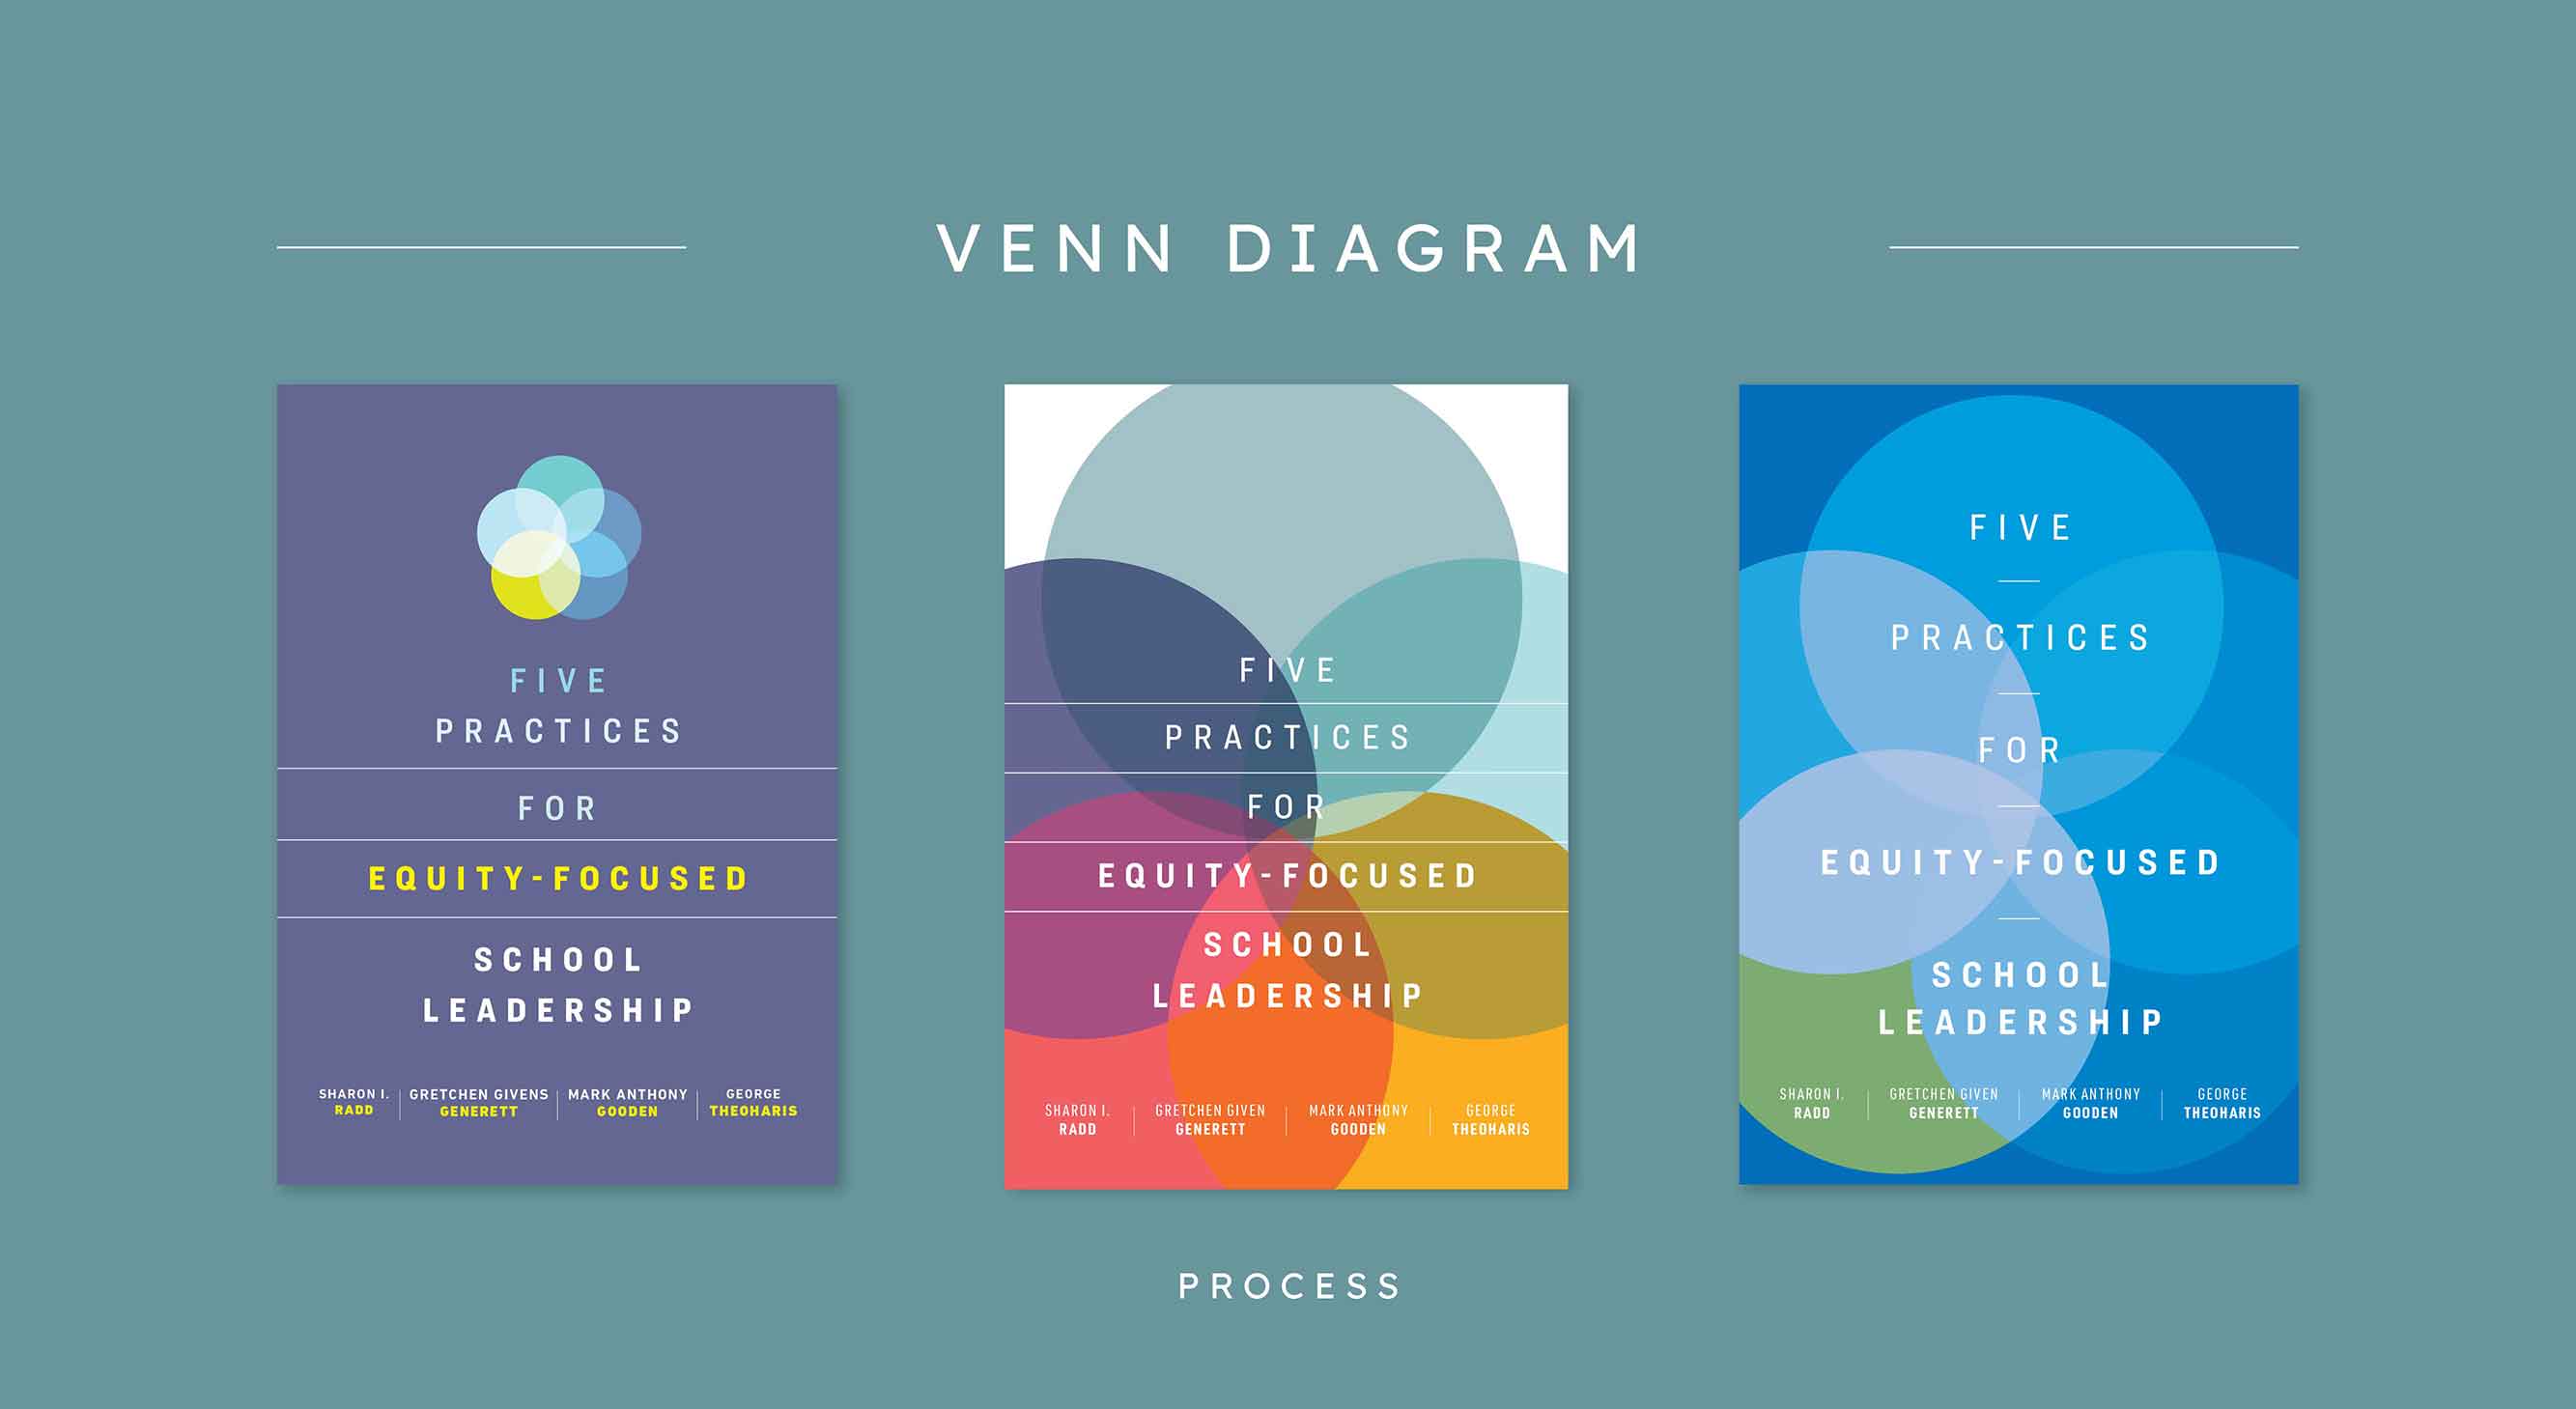 VENN DIAGRAM
FIVE
PRACTICES
FOR
EQUITY-FOCUSED
SCHOOL
LEADERSHIP
SHARON I.
RADD
GRETCHEN GIVENS
GENERETT
MARK ANTHONY
GOODEN
GEORGE
THEOHARIS
FIVE
PRACTICES
FOR
EQUITY-FOCUSED
SCHOOL
LEADERSHIP
SHARON I.
RADD
GRETCHEN GIVEN
GENERETT
MARK ANTHONY
GOODEN
GEORGE
THEOHARIS
FIVE
PRACTICES
FOR
EQUITY-FOCUSED
SCHOOL
LEADERSHIP
SHARON I.
RADD
GRETCHEN GIVEN
GENERETT
MARK ANTHONY
GOODEN
GEORGE
THEOHARIS
PROCESS